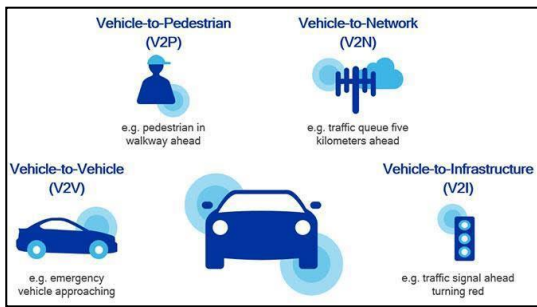 Vehicle-to-Pedestrian
(V2P)
e.g. pedestrian in
walkway ahead
Vehicle-to-Network
(V2N)
e.g. traffic queue five
kilometers ahead
Vehicle-to-Vehicle
(V2V)
e.g. emergency
vehicle approaching
Vehicle-to-Infrastructure
(V2I)
e.g. traffic signal ahead
turning red